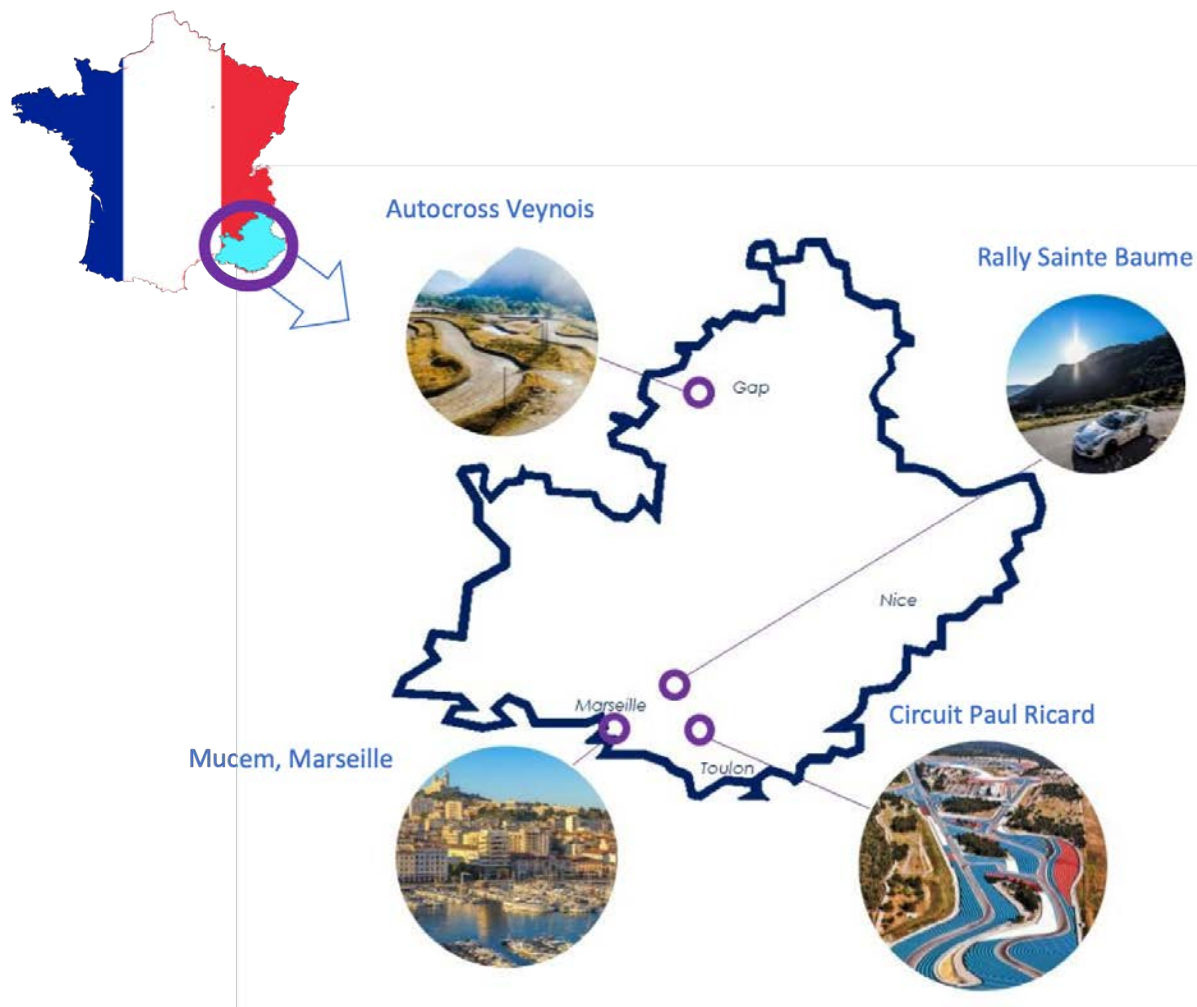 Autocross Veynois
Rally Sainte Baume
Gap
Nice
Marseille
Circuit Paul Ricard
Mucem, Marseille
Toulon